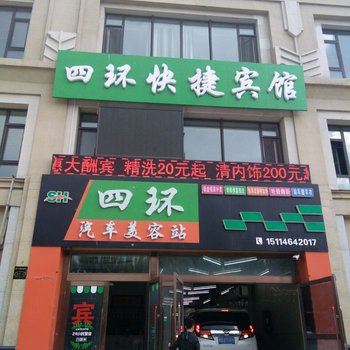 四环快捷宾馆
惠大酬宾 精洗20元起 清内饰200元
SH
四环
汽车美容站
15114642017
宾